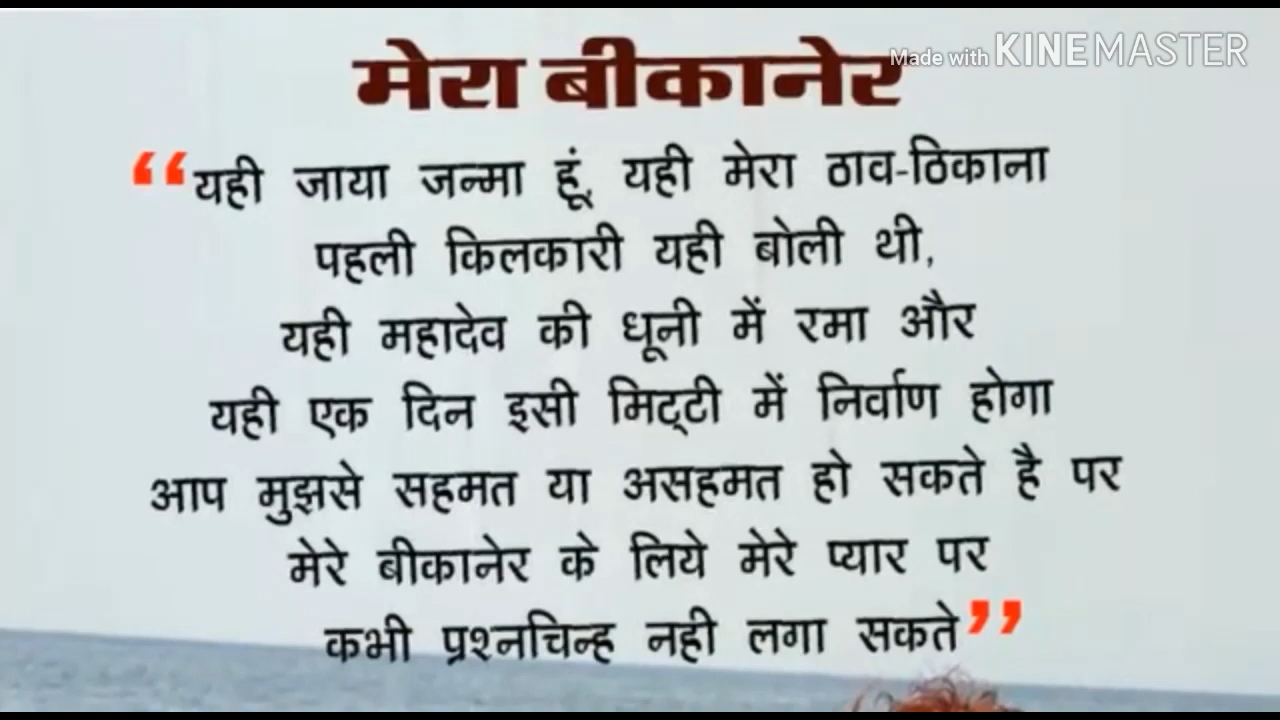 Made with KINEMASTER
मेरा बीकानेर
“यही जाया जन्मा हूं, यही मेरा ठाव-ठिकाना
पहली किलकारी यही बोली थी,
यही महादेव की धूनी में रमा और
यही एक दिन इसी मिट्टी में निर्वाण होगा
आप मुझसे सहमत या असहमत हो सकते है पर
मेरे बीकानेर के लिये मेरे प्यार पर
कभी प्रश्नचिन्ह नही लगा सकते”